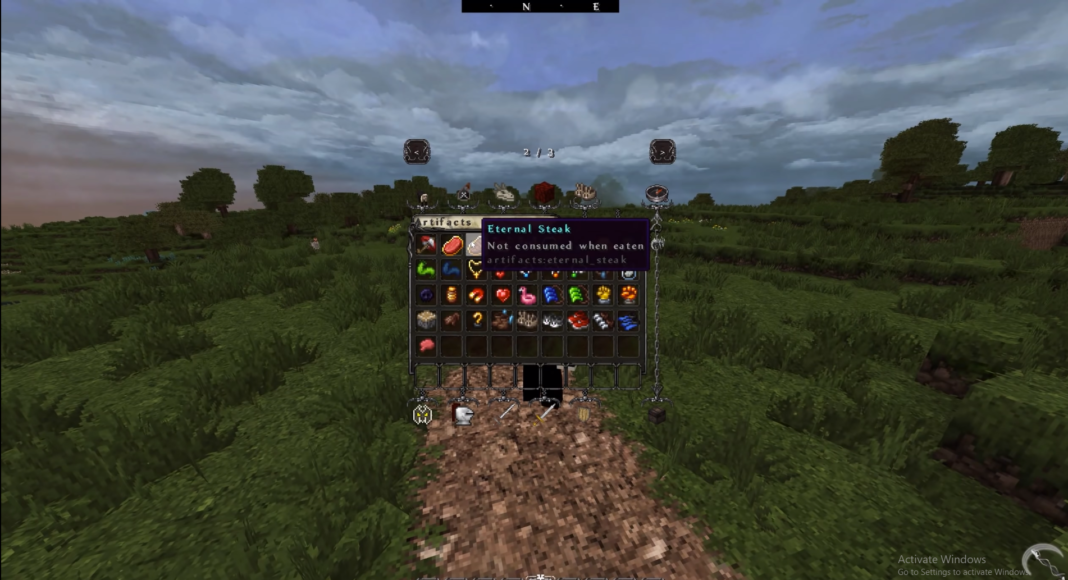 N E
<
2 / 3
>
Artifacts
Eternal Steak
Not consumed when eaten
artifacts:eternal_steak
Activate Windows
Go to Settings to activate Windows.